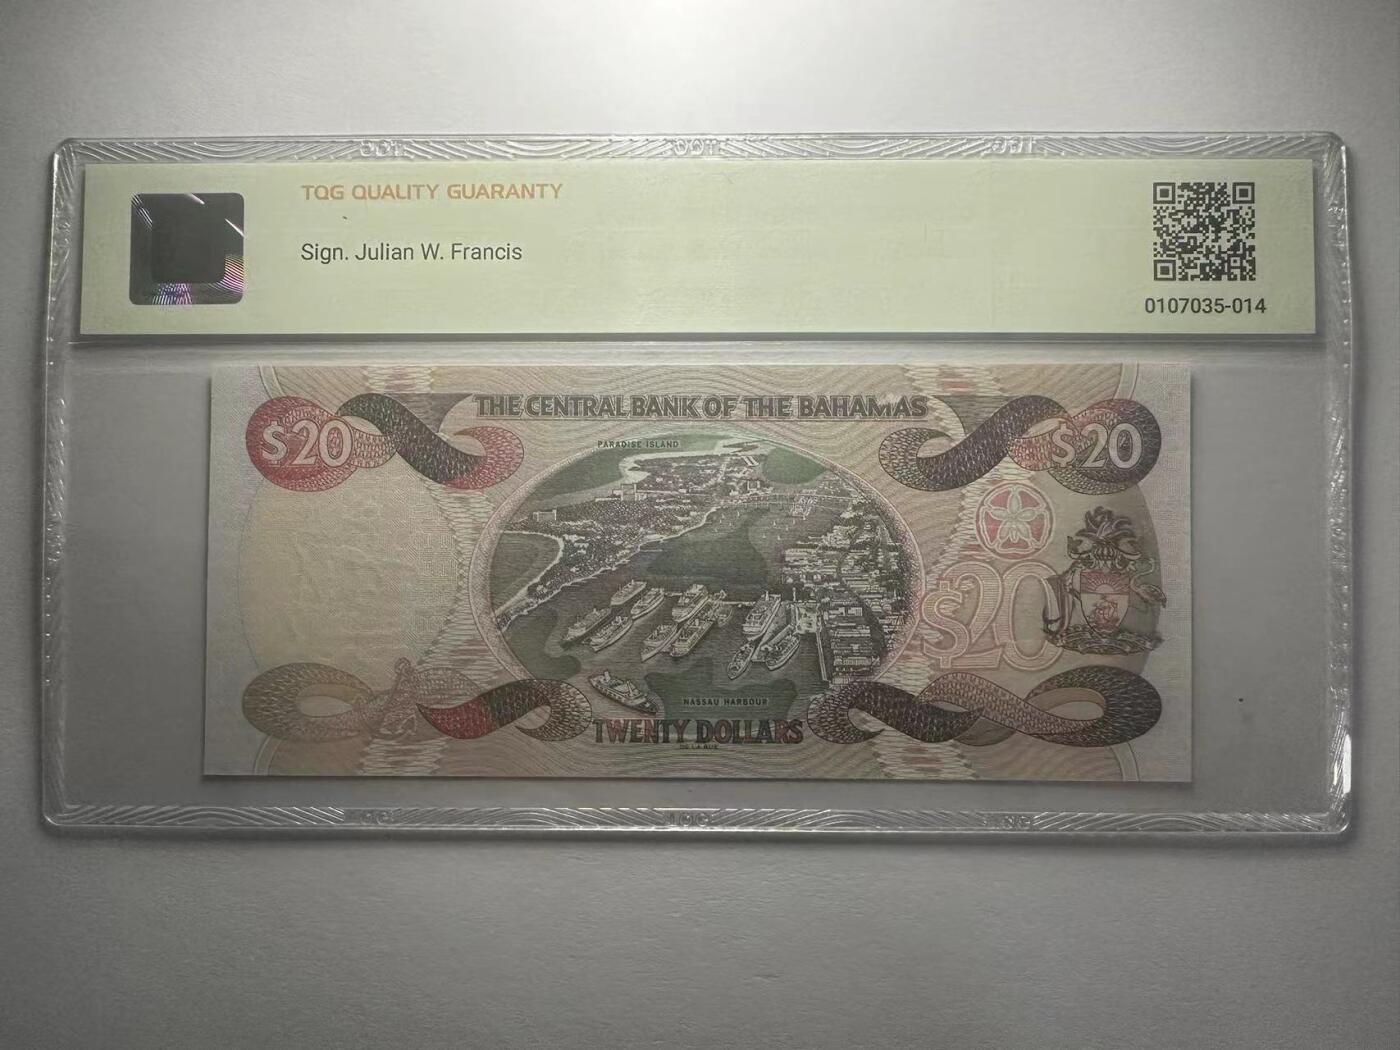 TQG QUALITY GUARANTY
Sign. Julian W. Francis
0107035-014
THE CENTRAL BANK OF THE BAHAMAS
$20
$20
PARADISE ISLAND
$20
NASSAU HARBOUR
TWENTY DOLLARS
DE LA RUE